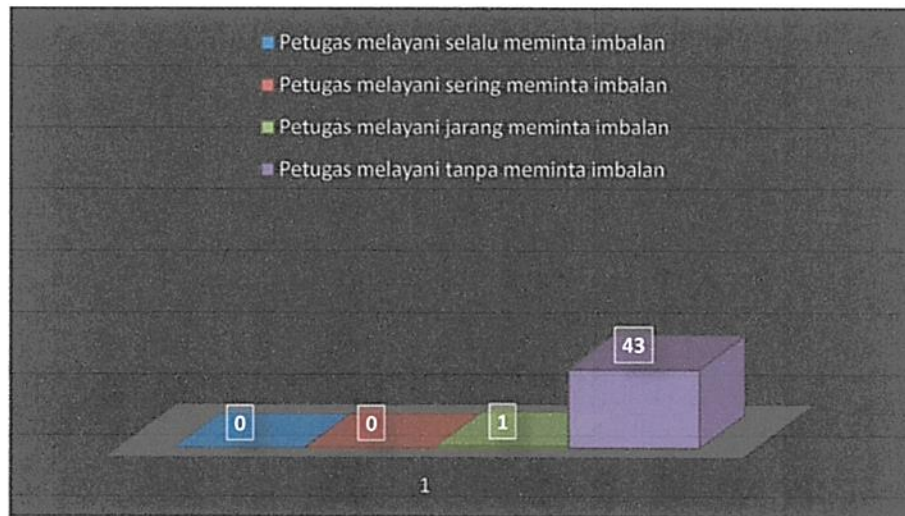 Petugas melayani selalu meminta imbalan
Petugas melayani sering meminta imbalan
Petugas melayani jarang meminta imbalan
Petugas melayani tanpa meminta imbalan
43
0
0
1
1